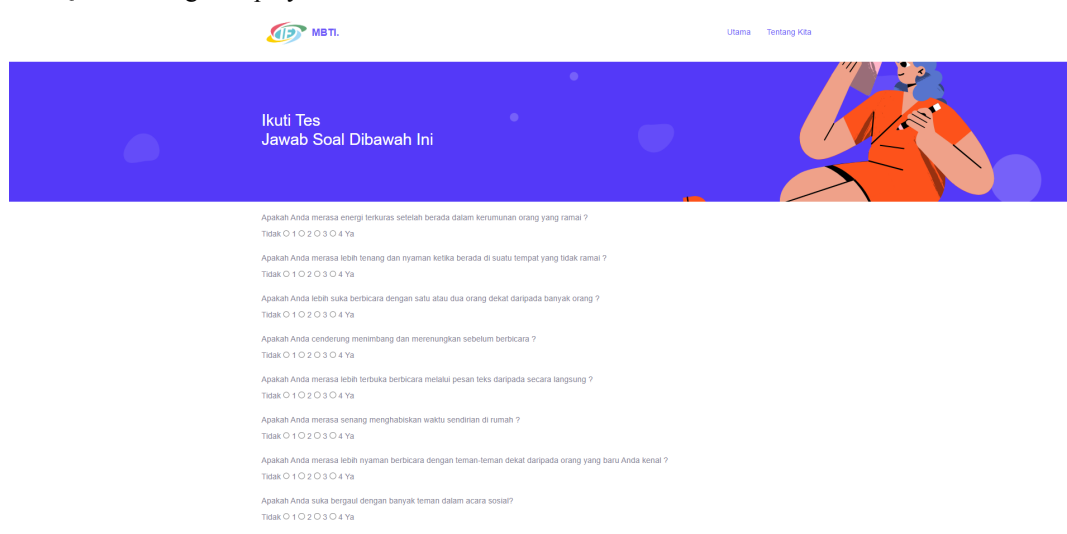 MBTI.
Utama Tentang Kita
Ikuti Tes
Jawab Soal Dibawah Ini
Apakah Anda merasa energi terkuras setelah berada dalam kerumunan orang yang ramai ?
Tidak 1 2 3 4 Ya
Apakah Anda merasa lebih tenang dan nyaman ketika berada di suatu tempat yang tidak ramai ?
Tidak 1 2 3 4 Ya
Apakah Anda lebih suka berbicara dengan satu atau dua orang dekat daripada banyak orang ?
Tidak 1 2 3 4 Ya
Apakah Anda cenderung menimbang dan merenungkan sebelum berbicara ?
Tidak 1 2 3 4 Ya
Apakah Anda merasa lebih terbuka berbicara melalui pesan teks daripada secara langsung ?
Tidak 1 2 3 4 Ya
Apakah Anda merasa senang menghabiskan waktu sendirian di rumah ?
Tidak 1 2 3 4 Ya
Apakah Anda merasa lebih nyaman berbicara dengan teman-teman dekat daripada orang yang baru Anda kenal ?
Tidak 1 2 3 4 Ya
Apakah Anda suka bergaul dengan banyak teman dalam acara sosial?
Tidak 1 2 3 4 Ya